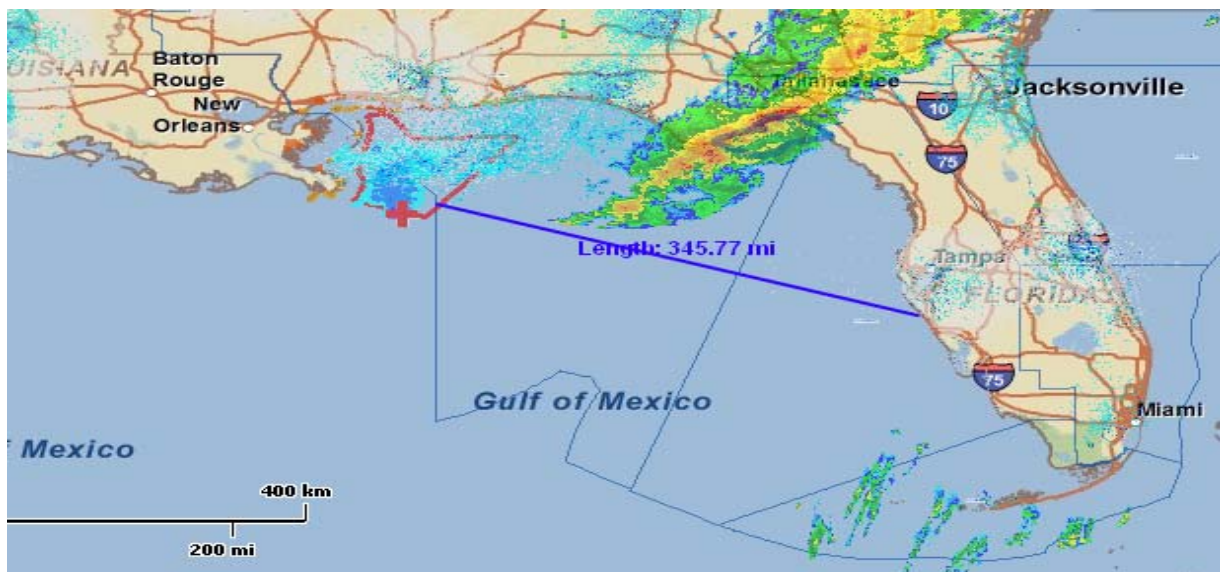 Baton
Rouge
UISIANA
New
Orleans
Tallahassee
Jacksonville
10
75
Length: 345.77 mi
Tampa
FLORIDA
75
Gulf of Mexico
Miami
f Mexico
400 km
200 mi